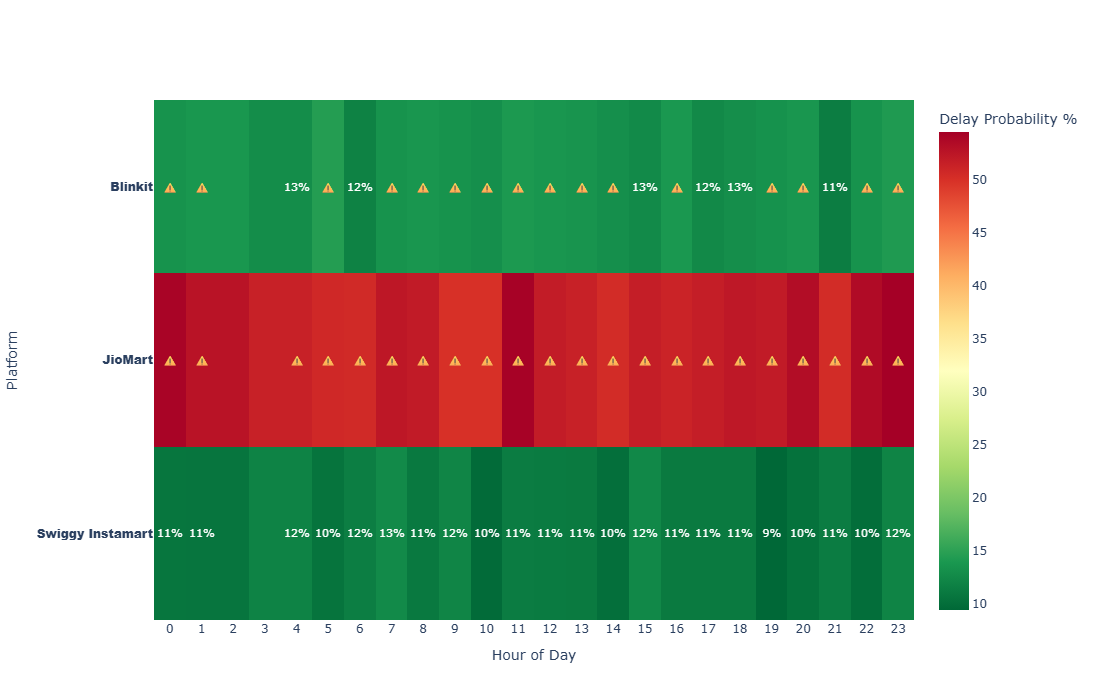 Delay Probability %
50
45
40
35
30
25
20
15
10
Platform
Blinkit ⚠ ⚠ 13% ⚠ 12% ⚠ ⚠ ⚠ ⚠ ⚠ ⚠ ⚠ ⚠ 13% ⚠ 12% 13% ⚠ ⚠ 11% ⚠ ⚠
JioMart ⚠ ⚠ ⚠ ⚠ ⚠ ⚠ ⚠ ⚠ ⚠ ⚠ ⚠ ⚠ ⚠ ⚠ ⚠ ⚠ ⚠ ⚠ ⚠ ⚠ ⚠ ⚠
Swiggy Instamart 11% 11% 12% 10% 12% 13% 11% 12% 10% 11% 11% 11% 10% 12% 11% 11% 11% 9% 10% 11% 10% 12%
0 1 2 3 4 5 6 7 8 9 10 11 12 13 14 15 16 17 18 19 20 21 22 23
Hour of Day